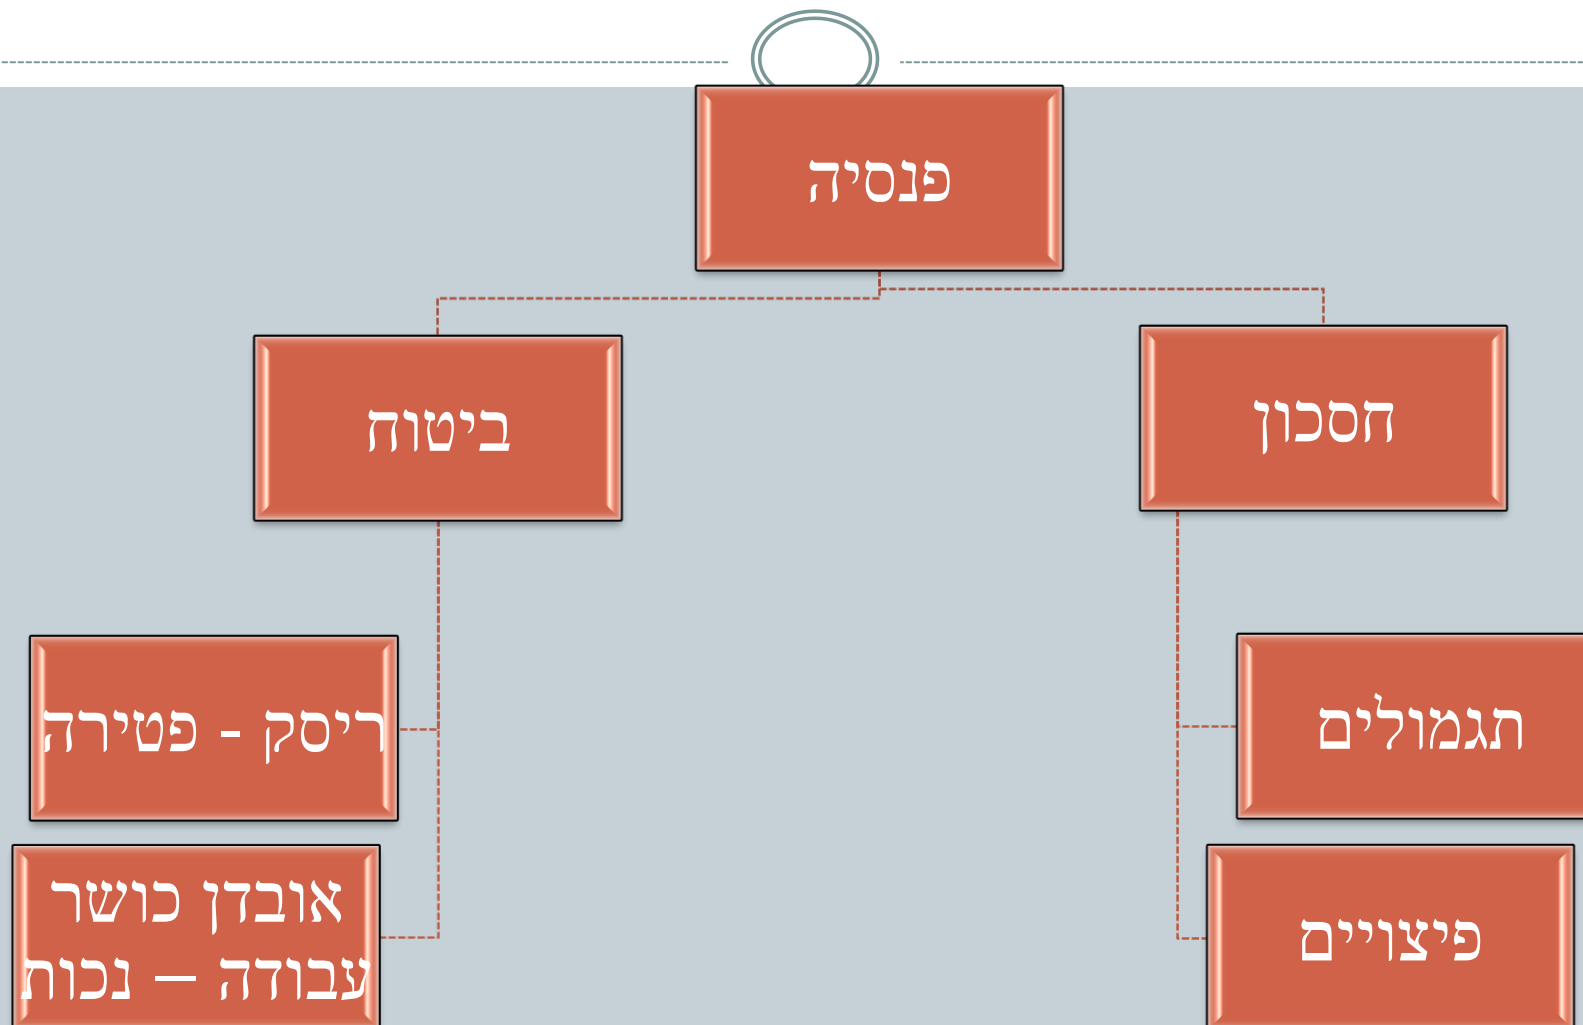 פנסיה
חסכון
ביטוח
תגמולים
ריסק - פטירה
פיצויים
אובדן כושר
עבודה – נכות